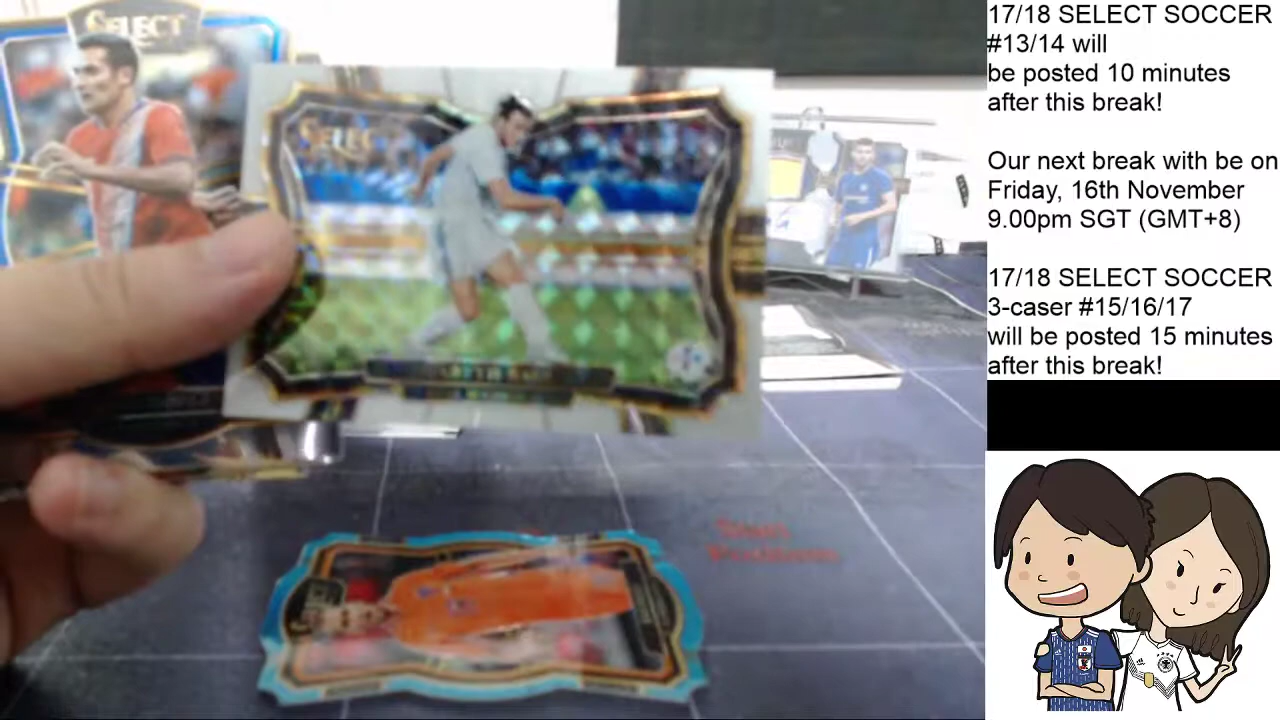 SELECT
SELECT
17/18 SELECT SOCCER
#13/14 will
be posted 10 minutes
after this break!
Our next break with be on
Friday, 16th November
9.00pm SGT (GMT+8)
17/18 SELECT SOCCER
3-caser #15/16/17
will be posted 15 minutes
after this break!